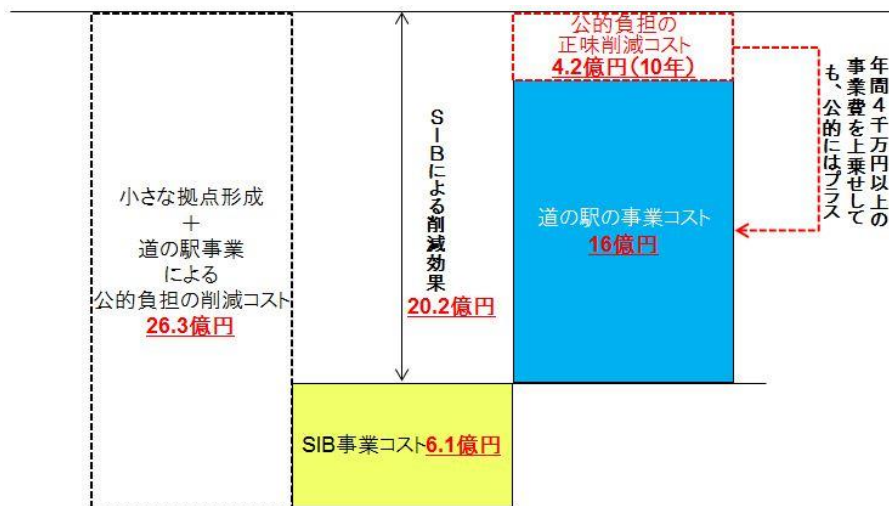 小さな拠点形成
+
道の駅事業
による
公的負担の削減コスト
26.3億円
SIBによる削減効果
20.2億円
SIB事業コスト6.1億円
公的負担の
正味削減コスト
4.2億円(10年)
道の駅の事業コスト
16億円
年間４千万円以上の
事業費を上乗せして
も、公的にはプラス